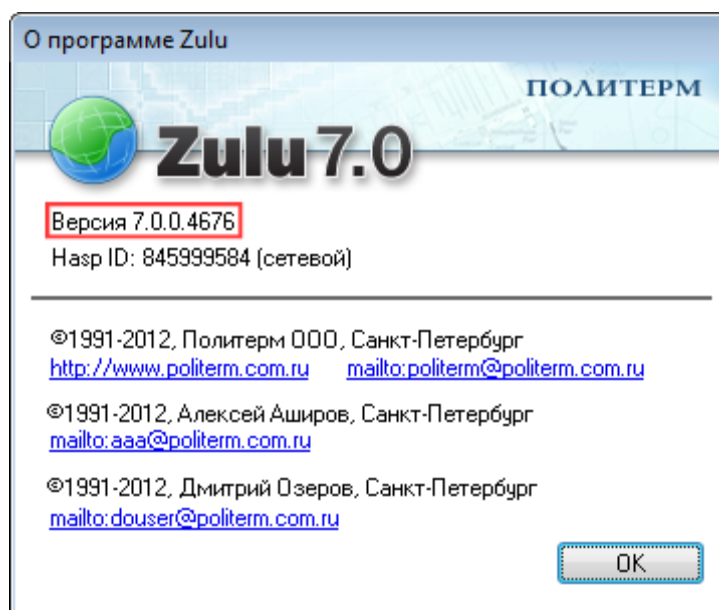 О программе Zulu
ПОЛИТЕРМ
Zulu 7.0
Версия 7.0.0.4676
Hasp ID: 845999584 (сетевой)
©1991-2012, Политерм ООО, Санкт-Петербург
http://www.politerm.com.ru mailto:politerm@politerm.com.ru
©1991-2012, Алексей Аширов, Санкт-Петербург
mailto:aaa@politerm.com.ru
©1991-2012, Дмитрий Озеров, Санкт-Петербург
mailto:douser@politerm.com.ru
OK